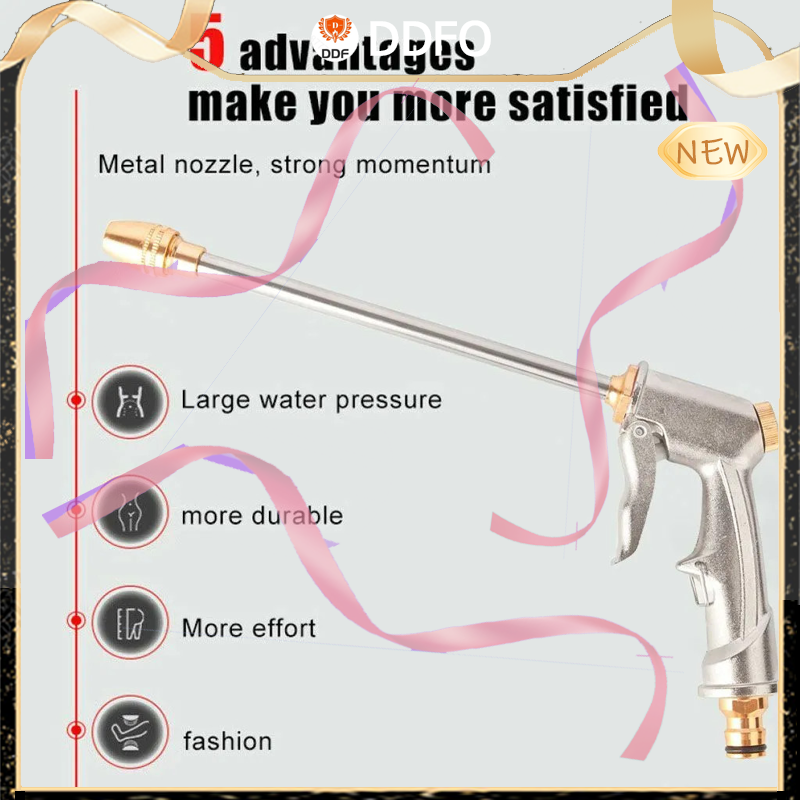 DDFO
DDF
5 advantages
make you more satisfied
NEW
Metal nozzle, strong momentum
Large water pressure
more durable
More effort
fashion